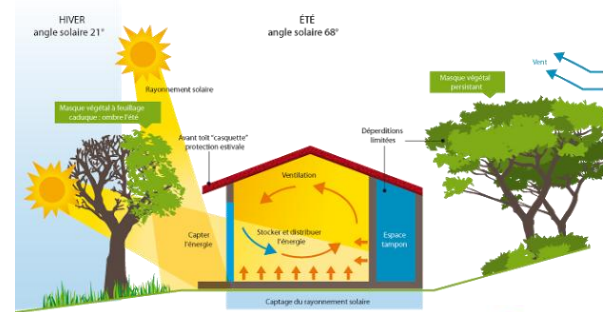 HIVER
angle solaire 21°
ÉTÉ
angle solaire 68°
Rayonnement solaire
Masque végétal à feuillage
caduque : ombre l'été
Avant toît "casquette"
protection estivale
Déperditions
limitées
Masque végétal
persistant
Vent
Ventilation
Capter
l'énergie
Stocker et distribuer
l'énergie
Espace
tampon
Captage du rayonnement solaire